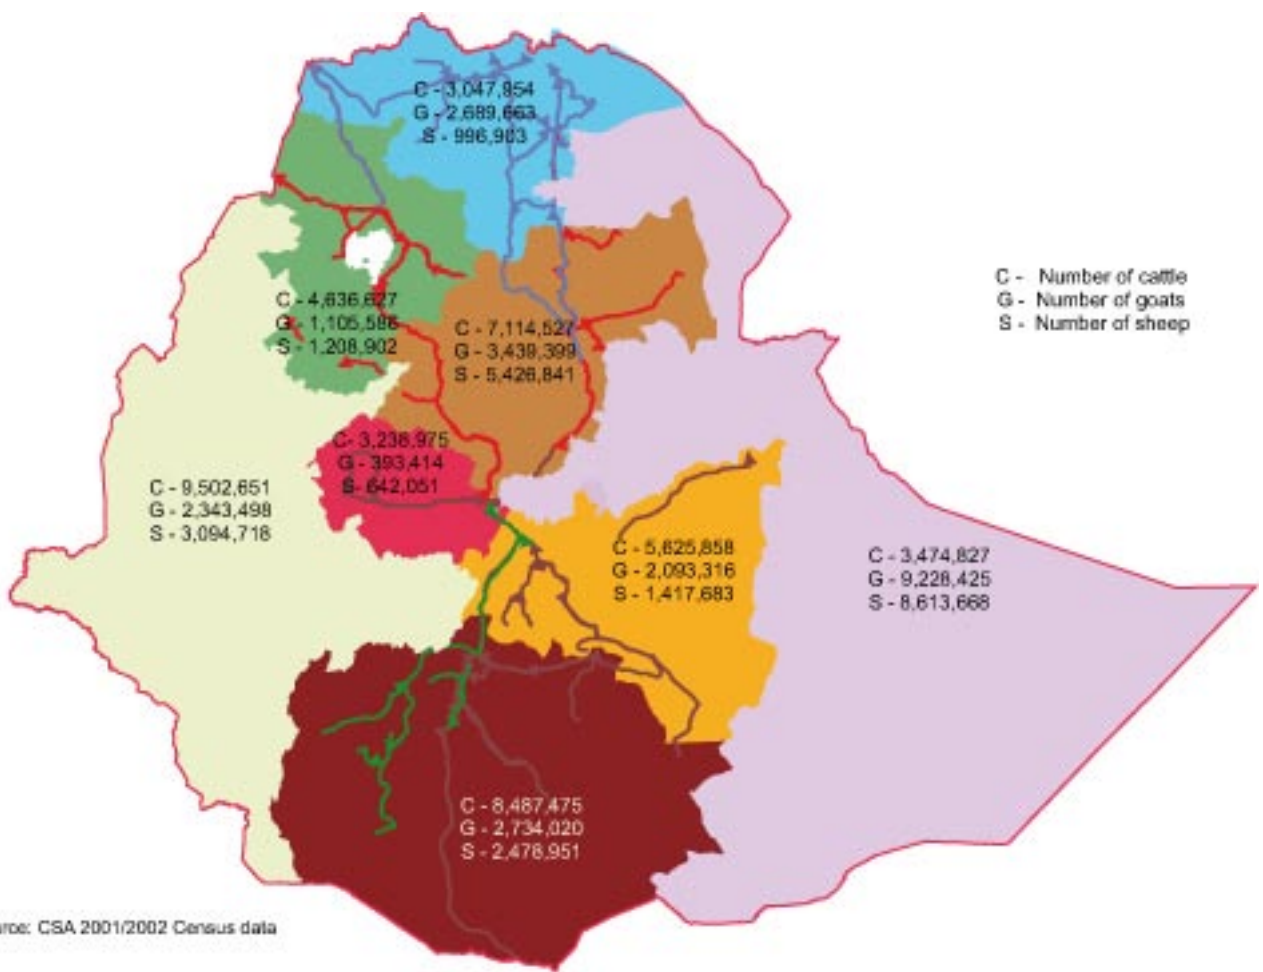 C - 3,047,954
G - 2,689,663
S - 996,903
C - Number of cattle
G - Number of goats
S - Number of sheep
C - 4,636,627
G - 1,105,586
S - 1,208,902
C - 7,114,527
G - 3,439,399
S - 5,426,841
C- 3,238,975
G - 393,414
S- 642,051
C - 9,502,651
G - 2,343,498
S - 3,094,718
C - 5,625,858
G - 2,093,316
S - 1,417,683
C - 3,474,827
G - 9,228,425
S - 8,613,668
C - 8,487,475
G - 2,734,020
S - 2,478,951
rce: CSA 2001/2002 Census data